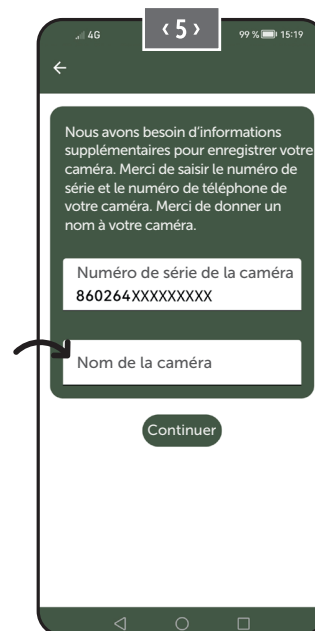 4G
‹ 5 ›
99 % 15:19
Nous avons besoin d’informations
supplémentaires pour enregistrer votre
caméra. Merci de saisir le numéro de
série et le numéro de téléphone de
votre caméra. Merci de donner un
nom à votre caméra.
Numéro de série de la caméra
860264XXXXXXXXX
Nom de la caméra
Continuer